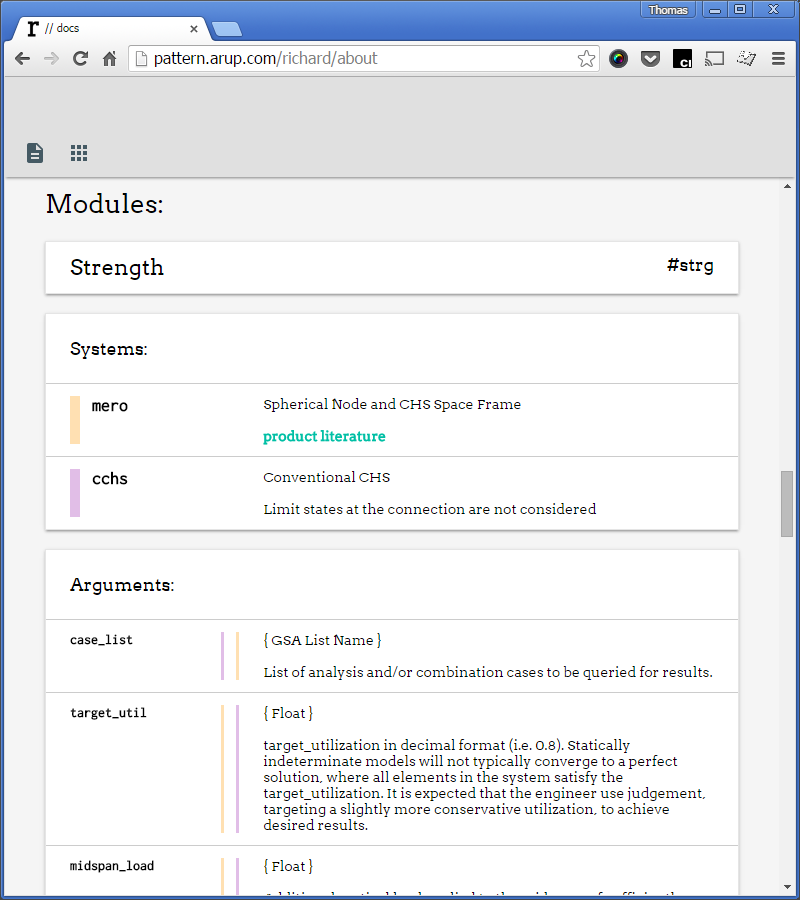 Thomas
r // docs
pattern.arup.com/richard/about
CI
Modules:
Strength
#strg
Systems:
mero
Spherical Node and CHS Space Frame
product literature
cchs
Conventional CHS
Limit states at the connection are not considered
Arguments:
case_list
{ GSA List Name }
List of analysis and/or combination cases to be queried for results.
target_util
{ Float }
target_utilization in decimal format (i.e. 0.8). Statically
indeterminate models will not typically converge to a perfect
solution, where all elements in the system satisfy the
target_utilization. It is expected that the engineer use judgement,
targeting a slightly more conservative utilization, to achieve
desired results.
midspan_load
{ Float }